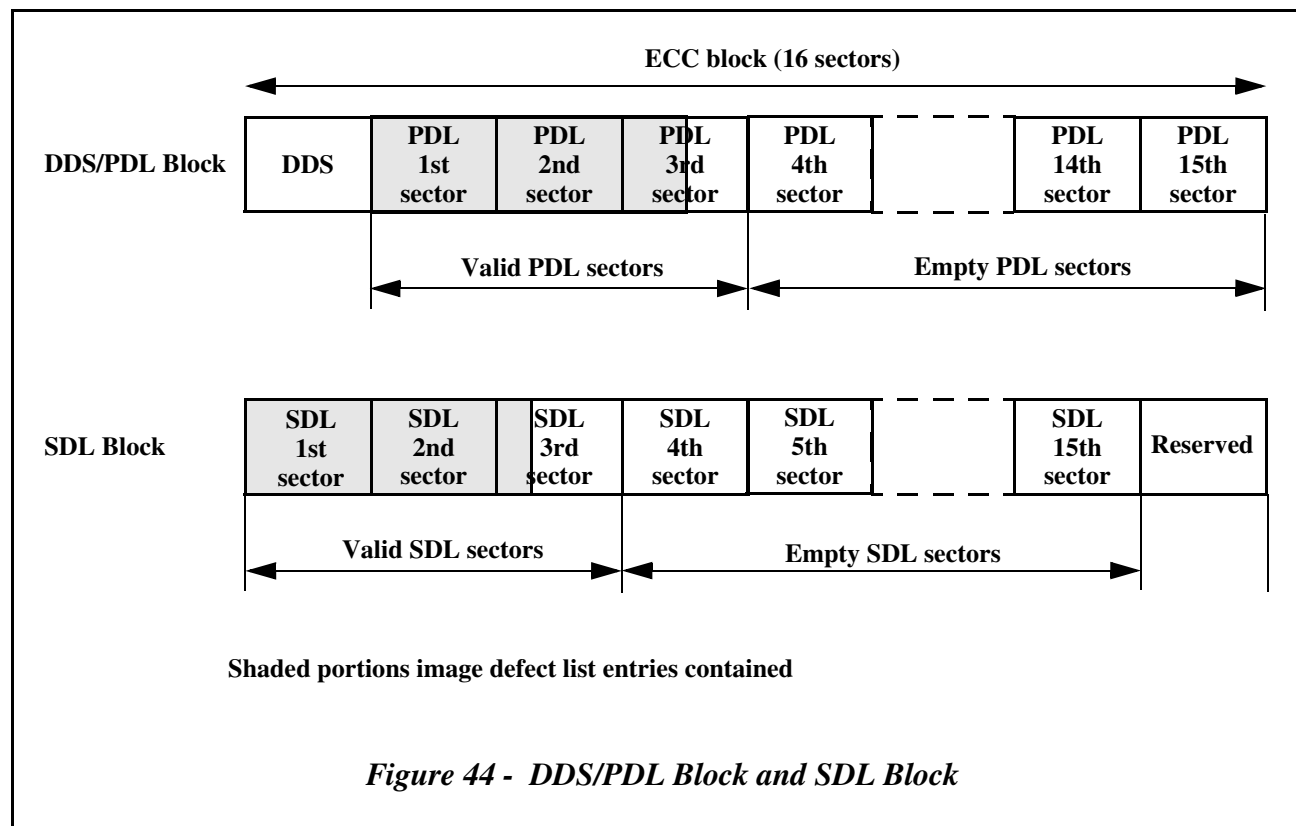 ECC block (16 sectors)
DDS/PDL Block
DDS
PDL
1st
sector
PDL
2nd
sector
PDL
3rd
sector
PDL
4th
sector
PDL
14th
sector
PDL
15th
sector
Valid PDL sectors
Empty PDL sectors
SDL Block
SDL
1st
sector
SDL
2nd
sector
SDL
3rd
sector
SDL
4th
sector
SDL
5th
sector
SDL
15th
sector
Reserved
Valid SDL sectors
Empty SDL sectors
Shaded portions image defect list entries contained
Figure 44 - DDS/PDL Block and SDL Block